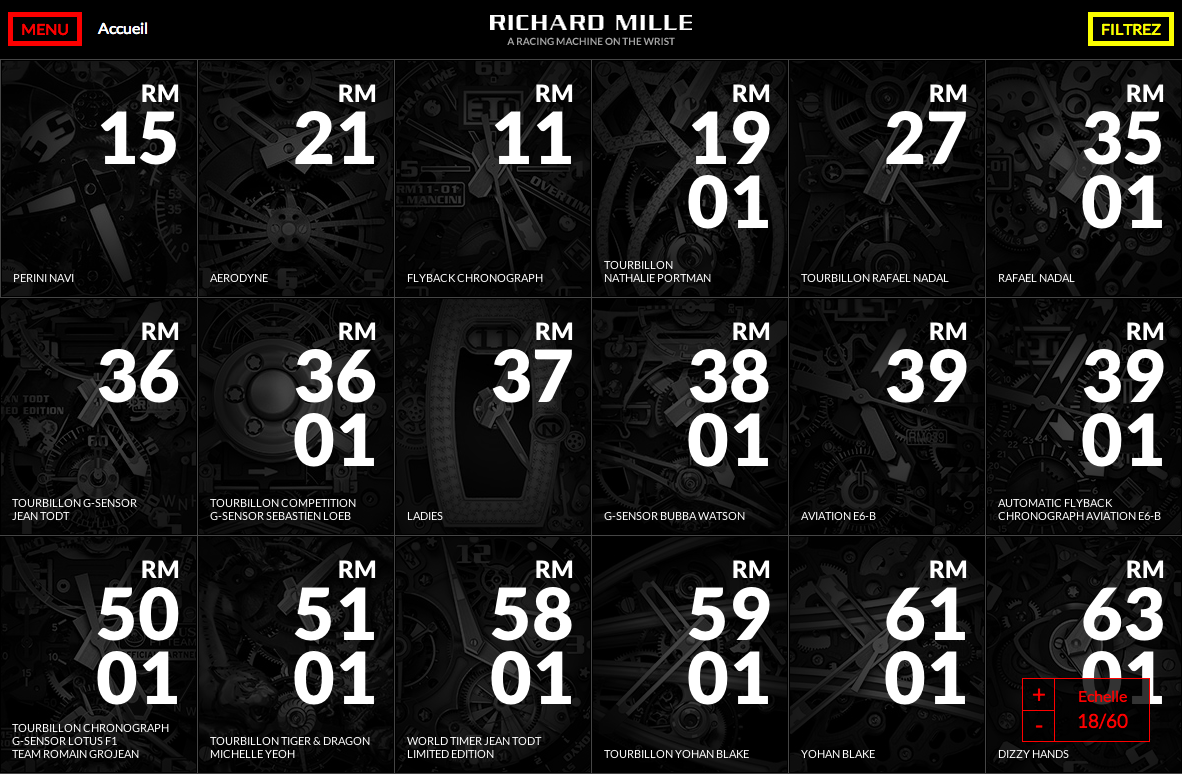 MENU
Accueil
RICHARD MILLE
A RACING MACHINE ON THE WRIST
FILTREZ
RM
15
PERINI NAVI
RM
21
AERODYNE
RM
11
FLYBACK CHRONOGRAPH
RM
19
01
TOURBILLON
NATHALIE PORTMAN
RM
27
TOURBILLON RAFAEL NADAL
RM
35
01
RAFAEL NADAL
RM
36
TOURBILLON G-SENSOR
JEAN TODT
RM
36
01
TOURBILLON COMPETITION
G-SENSOR SEBASTIEN LOEB
RM
37
LADIES
RM
38
01
G-SENSOR BUBBA WATSON
RM
39
AVIATION E6-B
RM
39
01
AUTOMATIC FLYBACK
CHRONOGRAPH AVIATION E6-B
RM
50
01
TOURBILLON CHRONOGRAPH
G-SENSOR LOTUS F1
TEAM ROMAIN GROJEAN
RM
51
01
TOURBILLON TIGER & DRAGON
MICHELLE YEOH
RM
58
01
WORLD TIMER JEAN TODT
LIMITED EDITION
RM
59
01
TOURBILLON YOHAN BLAKE
RM
61
01
YOHAN BLAKE
RM
63
01
DIZZY HANDS
+
-
Echelle
18/60